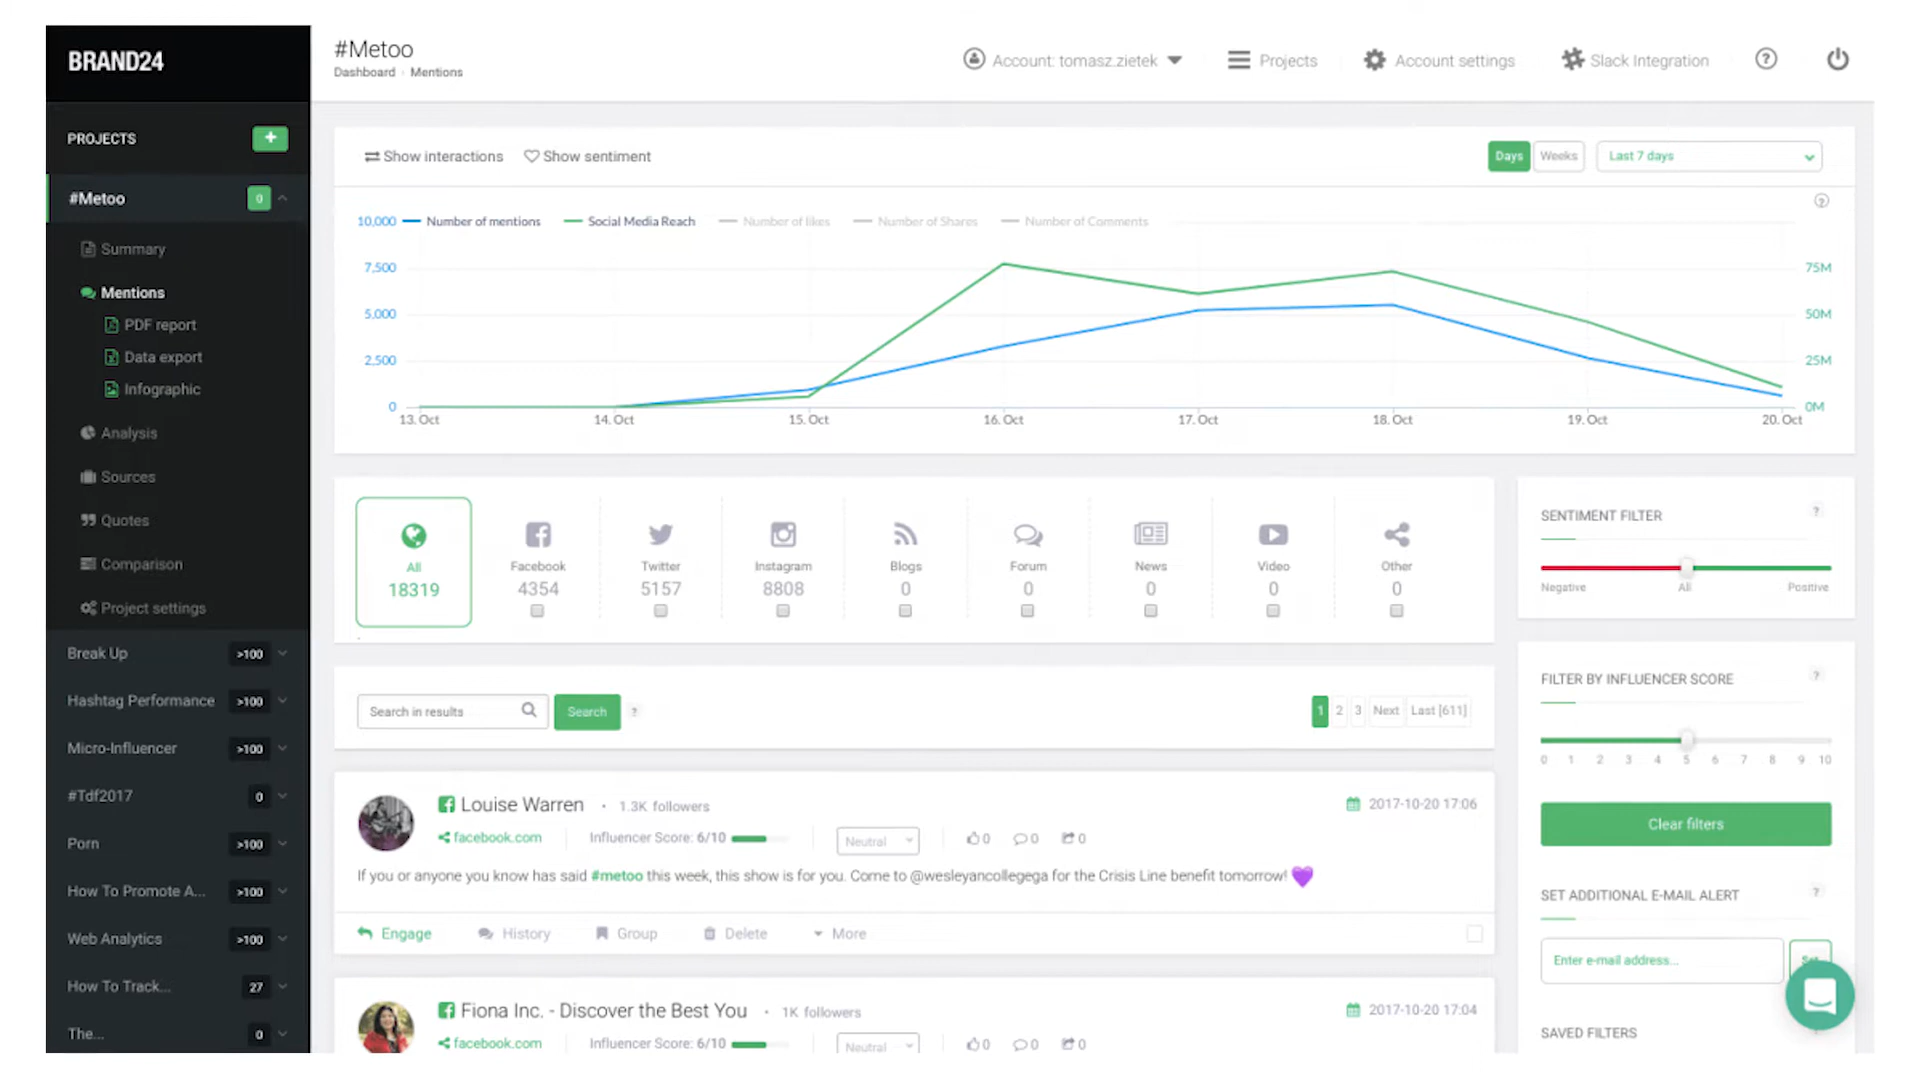 BRAND24
#Metoo
Dashboard › Mentions
Account: tomasz.zietek
Projects
Account settings
Slack Integration
?
PROJECTS
+
#Metoo 0
Summary
Mentions
PDF report
Data export
Infographic
Analysis
Sources
Quotes
Comparison
Project settings
Break Up >100
Hashtag Performance >100
Micro-Influencer >100
#Tdf2017 0
Porn >100
How To Promote A... >100
Web Analytics >100
How To Track... 27
The... 0
Show interactions
Show sentiment
Days
Weeks
Last 7 days
?
Number of mentions
Social Media Reach
Number of likes
Number of Shares
Number of Comments
10,000
7,500
5,000
2,500
0
75M
50M
25M
0M
13. Oct
14. Oct
15. Oct
16. Oct
17. Oct
18. Oct
19. Oct
20. Oct
All
18319
Facebook
4354
Twitter
5157
Instagram
8808
Blogs
0
Forum
0
News
0
Video
0
Other
0
SENTIMENT FILTER ?
Negative All Positive
Search in results
Search
?
1 2 3 Next Last [611]
FILTER BY INFLUENCER SCORE ?
0 1 2 3 4 5 6 7 8 9 10
Clear filters
SET ADDITIONAL E-MAIL ALERT ?
Enter e-mail address...
SAVED FILTERS
Louise Warren • 1.3K followers
2017-10-20 17:06
facebook.com
Influencer Score: 6/10
Neutral
0 0 0
If you or anyone you know has said #metoo this week, this show is for you. Come to @wesleyancollegega for the Crisis Line benefit tomorrow! 💜
Engage
History
Group
Delete
More
Fiona Inc. - Discover the Best You • 1K followers
2017-10-20 17:04
facebook.com
Influencer Score: 6/10
Neutral
0 0 0